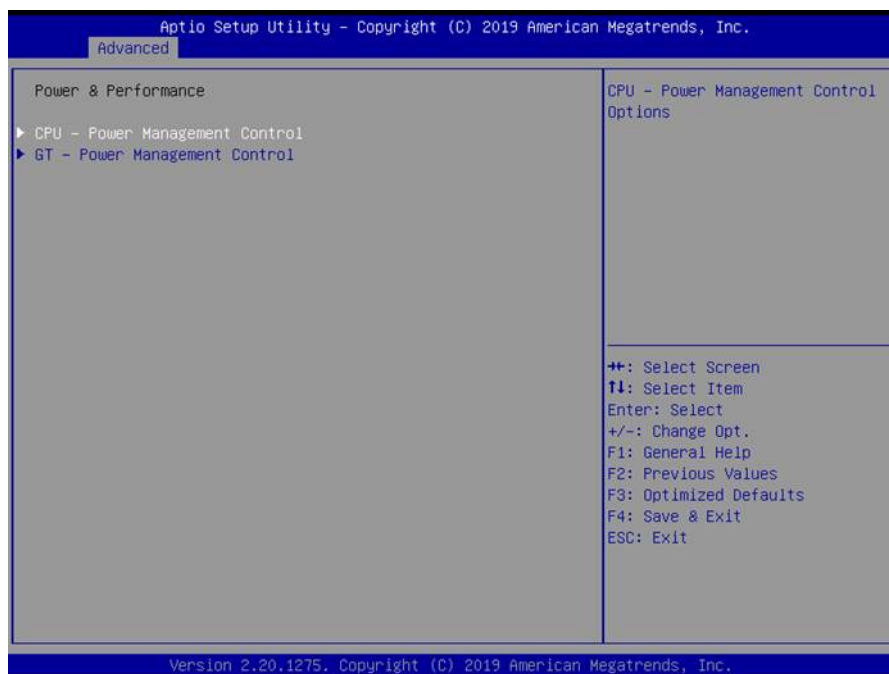 Aptio Setup Utility – Copyright (C) 2019 American Megatrends, Inc.
Advanced
Power & Performance
CPU – Power Management Control
GT – Power Management Control
CPU – Power Management Control
Options
→←: Select Screen
↑↓: Select Item
Enter: Select
+/-: Change Opt.
F1: General Help
F2: Previous Values
F3: Optimized Defaults
F4: Save & Exit
ESC: Exit
Version 2.20.1275. Copyright (C) 2019 American Megatrends, Inc.